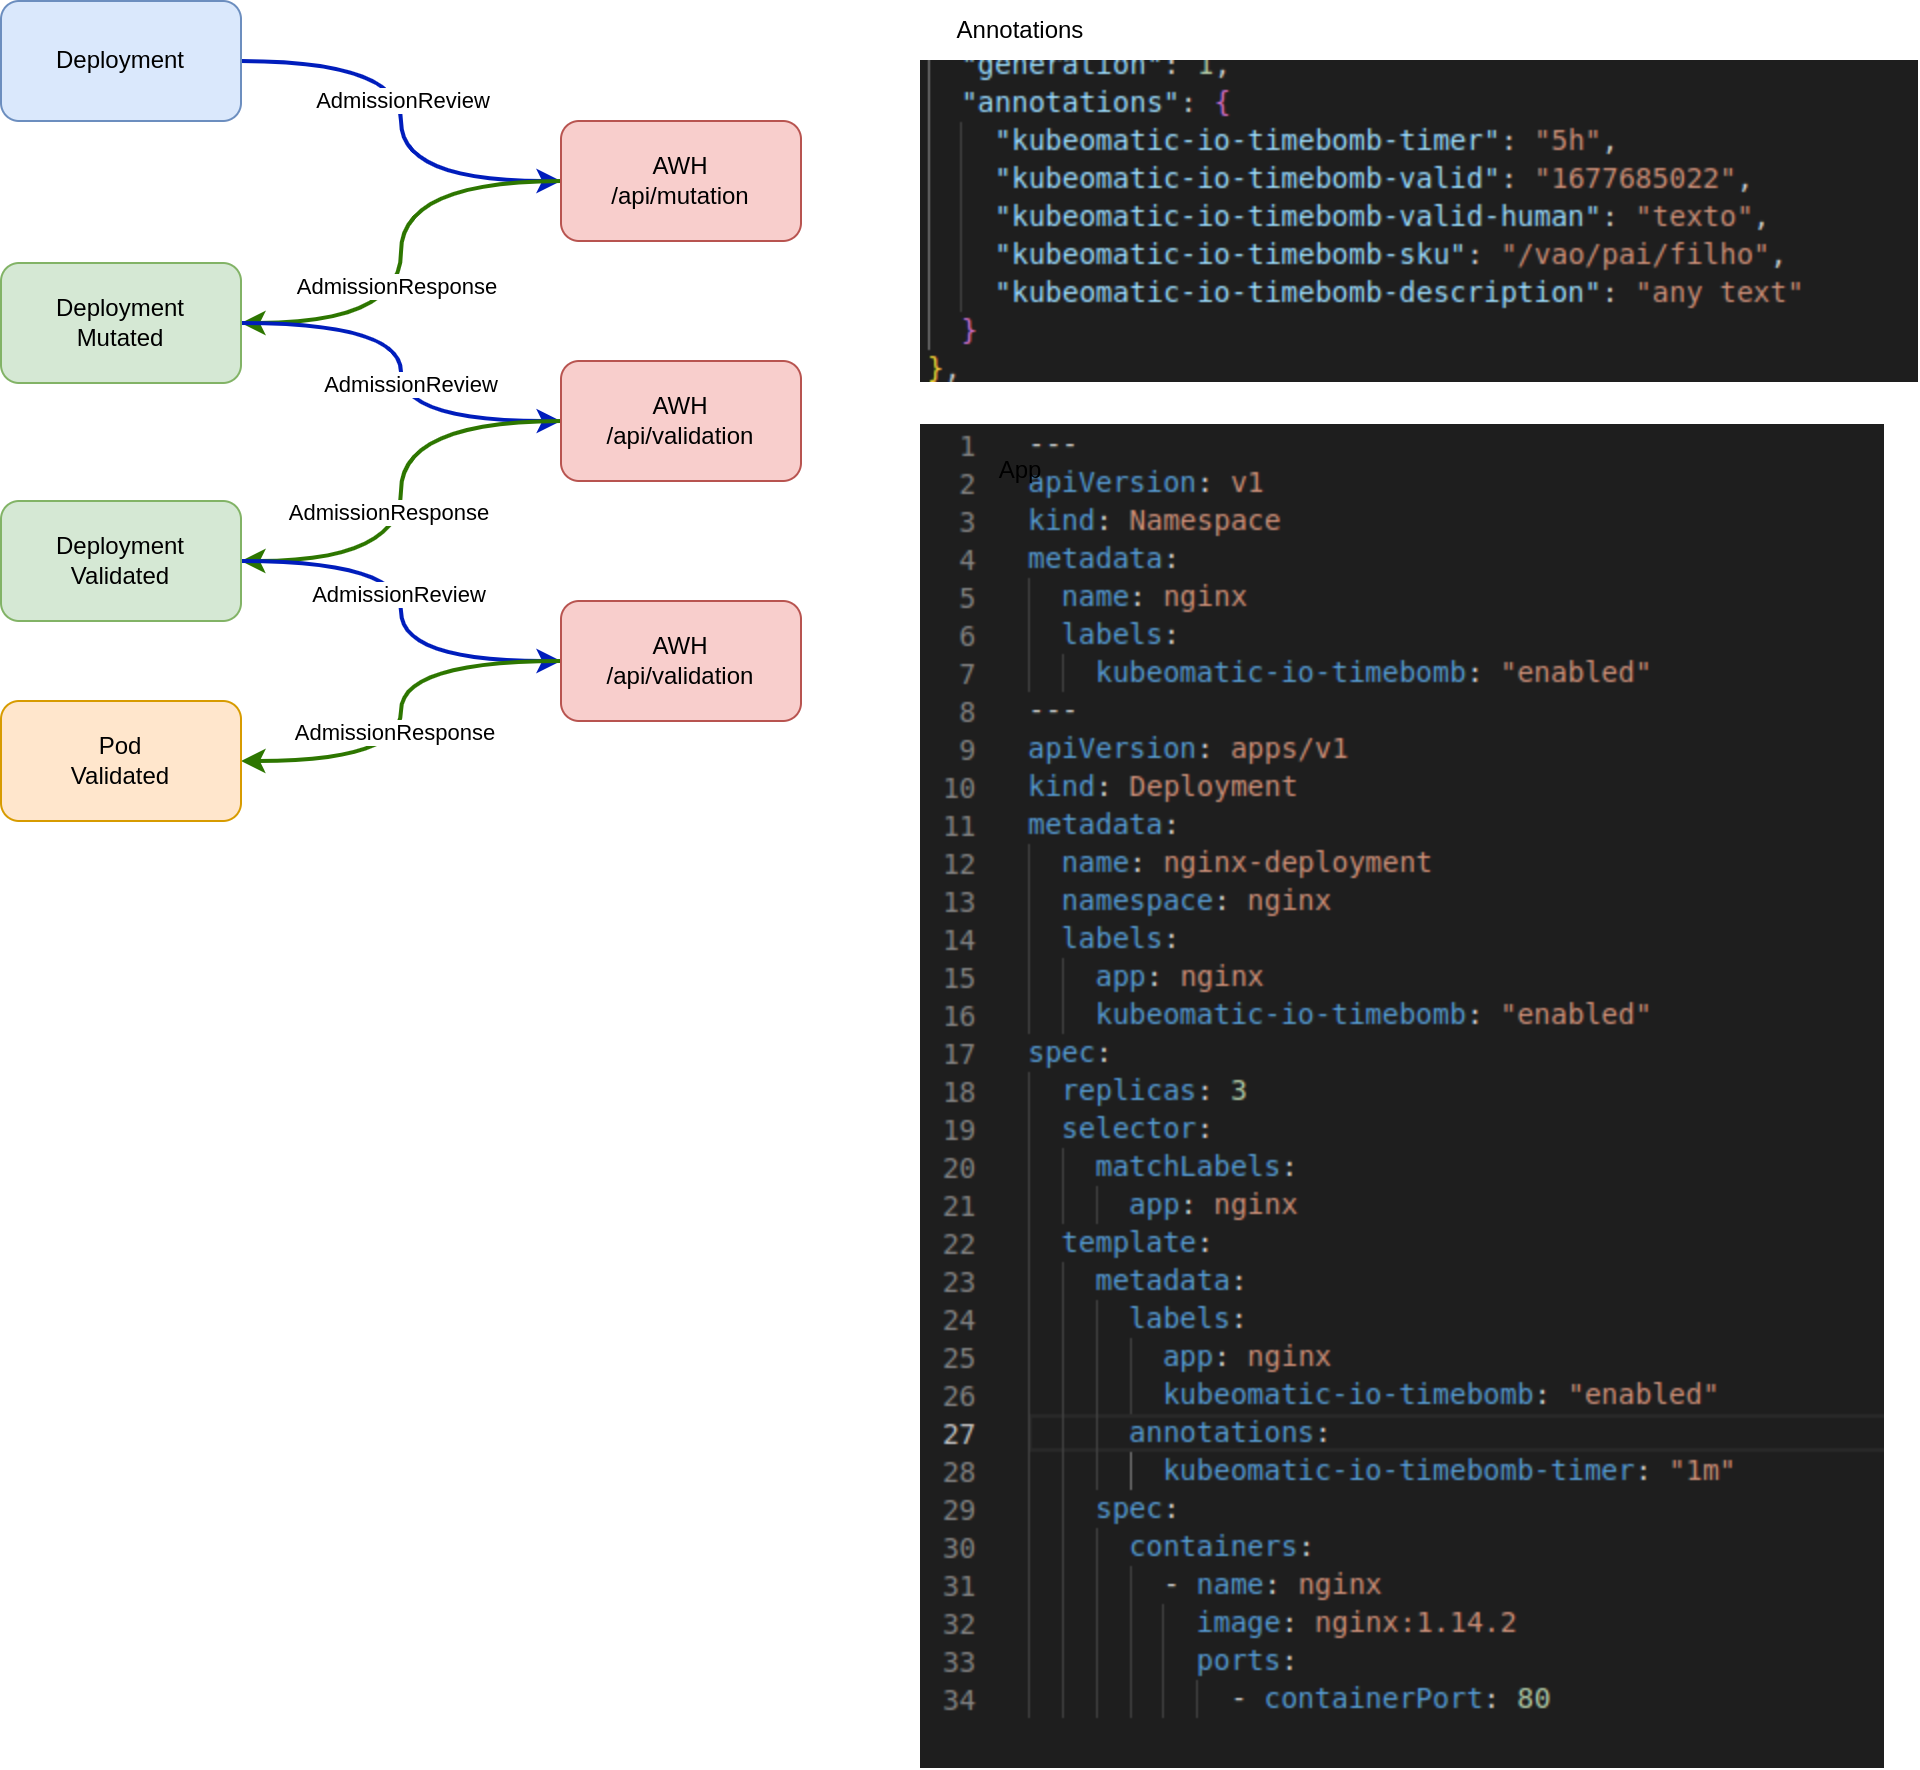 Deployment
AdmissionReview
AWH
/api/mutation
AdmissionResponse
Deployment
Mutated
AdmissionReview
AWH
/api/validation
AdmissionResponse
Deployment
Validated
AdmissionReview
AWH
/api/validation
AdmissionResponse
Pod
Validated
Annotations
"generation": 1,
"annotations": {
"kubeomatic-io-timebomb-timer": "5h",
"kubeomatic-io-timebomb-valid": "1677685022",
"kubeomatic-io-timebomb-valid-human": "texto",
"kubeomatic-io-timebomb-sku": "/vao/pai/filho",
"kubeomatic-io-timebomb-description": "any text"
}
},
App
1 ---
2 apiVersion: v1
3 kind: Namespace
4 metadata:
5 name: nginx
6 labels:
7 kubeomatic-io-timebomb: "enabled"
8 ---
9 apiVersion: apps/v1
10 kind: Deployment
11 metadata:
12 name: nginx-deployment
13 namespace: nginx
14 labels:
15 app: nginx
16 kubeomatic-io-timebomb: "enabled"
17 spec:
18 replicas: 3
19 selector:
20 matchLabels:
21 app: nginx
22 template:
23 metadata:
24 labels:
25 app: nginx
26 kubeomatic-io-timebomb: "enabled"
27 annotations:
28 kubeomatic-io-timebomb-timer: "1m"
29 spec:
30 containers:
31 - name: nginx
32 image: nginx:1.14.2
33 ports:
34 - containerPort: 80